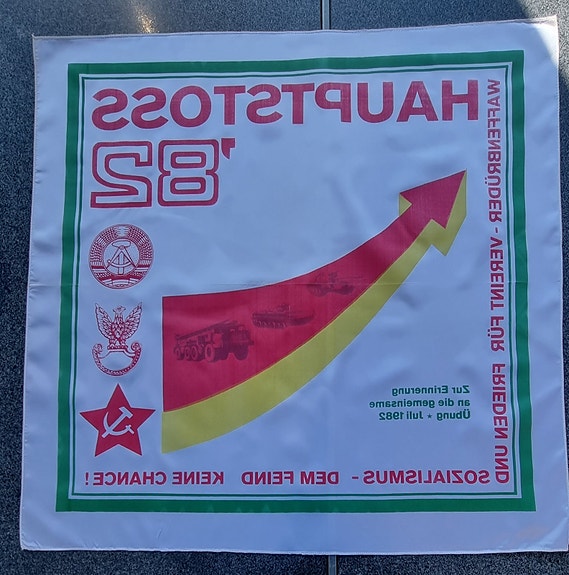 HAUPTSTOSS
'82
WAFFENBRÜDER - VEREINT FÜR FRIEDEN UND
SOZIALISMUS - DEM FEIND KEINE CHANCE !
Zur Erinnerung
an die gemeinsame
Übung ★ Juli 1982